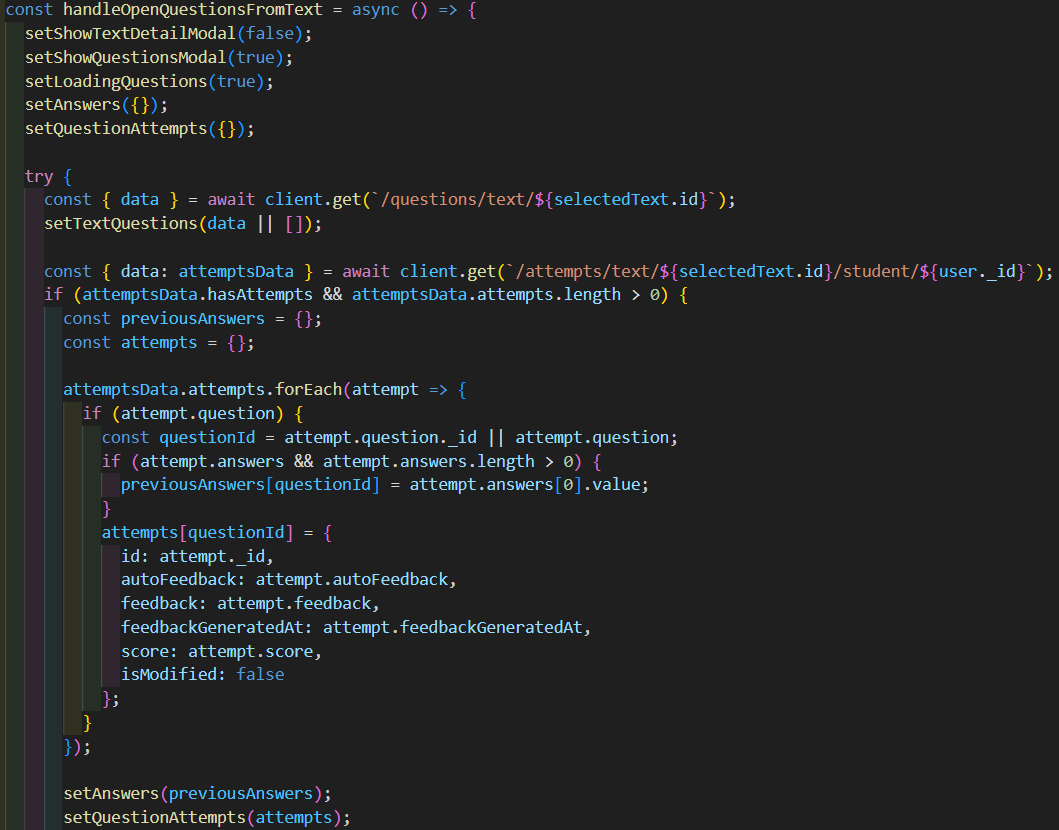 const handleOpenQuestionsFromText = async () => {
  setShowTextDetailModal(false);
  setShowQuestionsModal(true);
  setLoadingQuestions(true);
  setAnswers({});
  setQuestionAttempts({});

  try {
    const { data } = await client.get(`/questions/text/${selectedText.id}`);
    setTextQuestions(data || []);

    const { data: attemptsData } = await client.get(`/attempts/text/${selectedText.id}/student/${user._id}`);
    if (attemptsData.hasAttempts && attemptsData.attempts.length > 0) {
      const previousAnswers = {};
      const attempts = {};

      attemptsData.attempts.forEach(attempt => {
        if (attempt.question) {
          const questionId = attempt.question._id || attempt.question;
          if (attempt.answers && attempt.answers.length > 0) {
            previousAnswers[questionId] = attempt.answers[0].value;
          }
          attempts[questionId] = {
            id: attempt._id,
            autoFeedback: attempt.autoFeedback,
            feedback: attempt.feedback,
            feedbackGeneratedAt: attempt.feedbackGeneratedAt,
            score: attempt.score,
            isModified: false
          };
        }
      });

      setAnswers(previousAnswers);
      setQuestionAttempts(attempts);